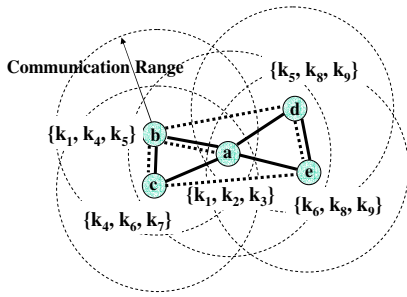 Communication Range
{k5, k8, k9}
d
{k1, k4, k5}
b
a
c
e
{k1, k2, k3}
{k4, k6, k7}
{k6, k8, k9}